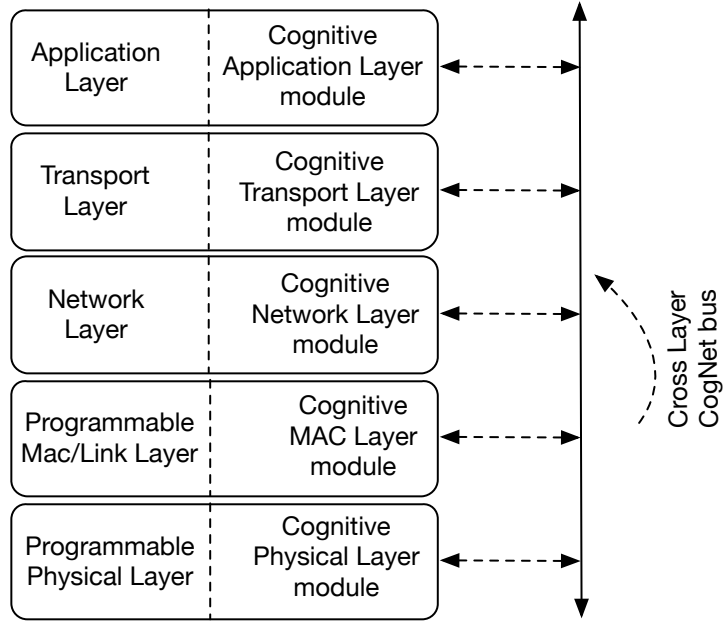 Application
Layer
Cognitive
Application Layer
module
Transport
Layer
Cognitive
Transport Layer
module
Network
Layer
Cognitive
Network Layer
module
Programmable
Mac/Link Layer
Cognitive
MAC Layer
module
Programmable
Physical Layer
Cognitive
Physical Layer
module
Cross Layer
CogNet bus